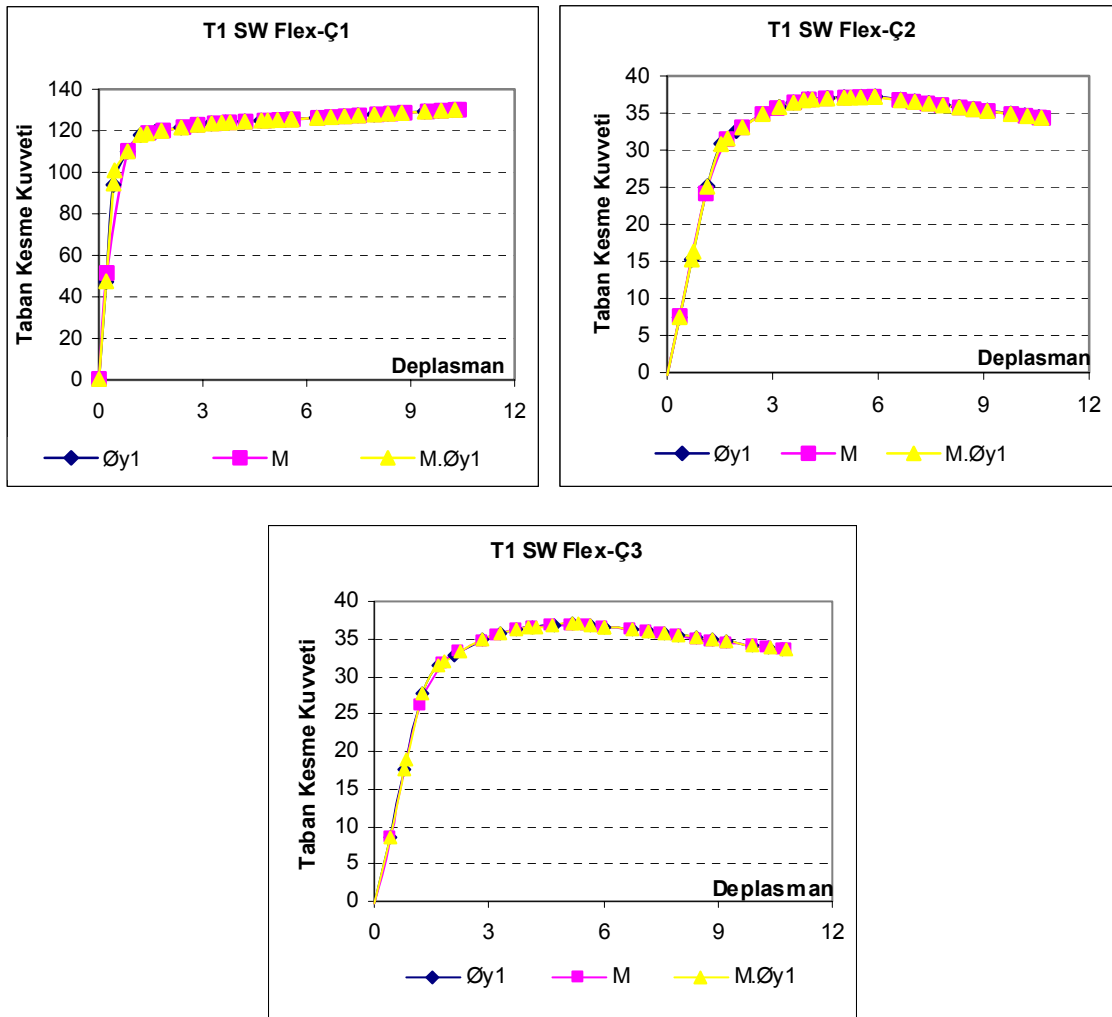 T1 SW Flex-Ç1
Taban Kesme Kuvveti
140
120
100
80
60
40
20
0
Deplasman
0 3 6 9 12
Øy1 M M.Øy1
T1 SW Flex-Ç2
Taban Kesme Kuvveti
40
35
30
25
20
15
10
5
0
Deplasman
0 3 6 9 12
Øy1 M M.Øy1
T1 SW Flex-Ç3
Taban Kesme Kuvveti
40
35
30
25
20
15
10
5
0
Deplasman
0 3 6 9 12
Øy1 M M.Øy1